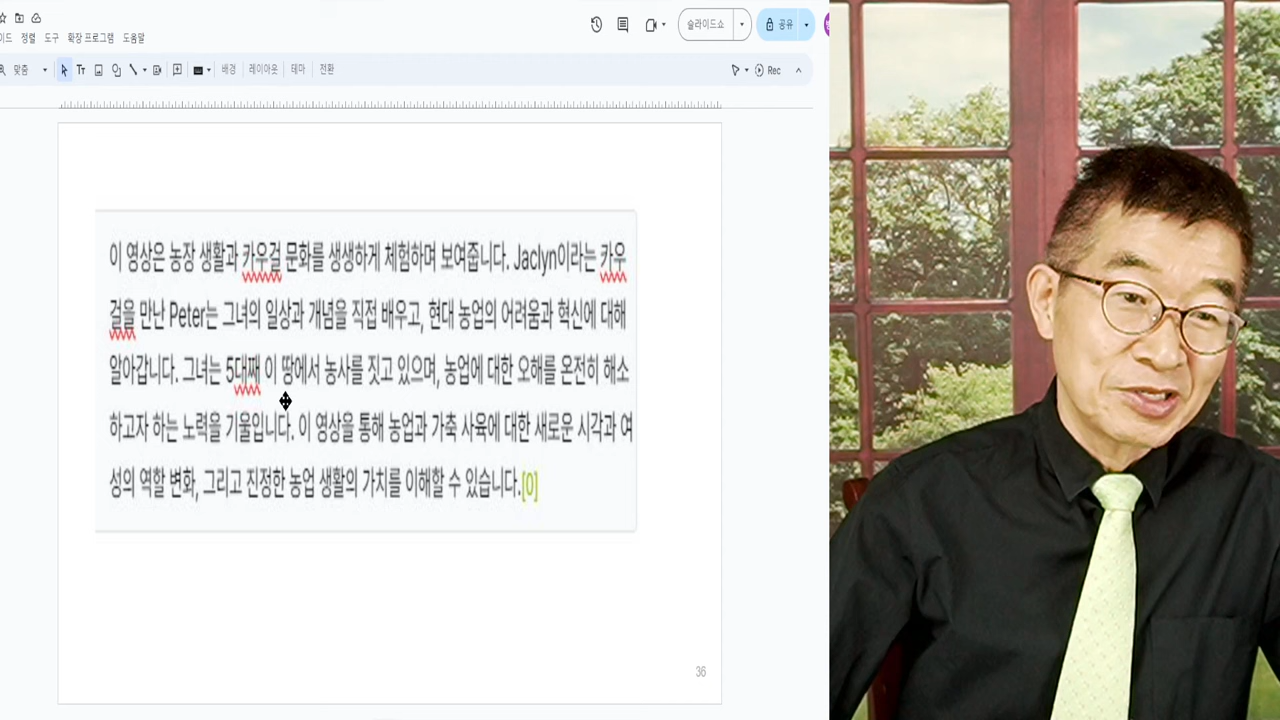 정렬 도구 확장 프로그램 도움말
슬라이드쇼
공유
맞춤
배경 레이아웃 테마 전환
Rec
이 영상은 농장 생활과 카우걸 문화를 생생하게 체험하며 보여줍니다. Jaclyn이라는 카우
걸을 만난 Peter는 그녀의 일상과 개념을 직접 배우고, 현대 농업의 어려움과 혁신에 대해
알아갑니다. 그녀는 5대째 이 땅에서 농사를 짓고 있으며, 농업에 대한 오해를 온전히 해소
하고자 하는 노력을 기울입니다. 이 영상을 통해 농업과 가축 사육에 대한 새로운 시각과 여
성의 역할 변화, 그리고 진정한 농업 생활의 가치를 이해할 수 있습니다.[0]
36